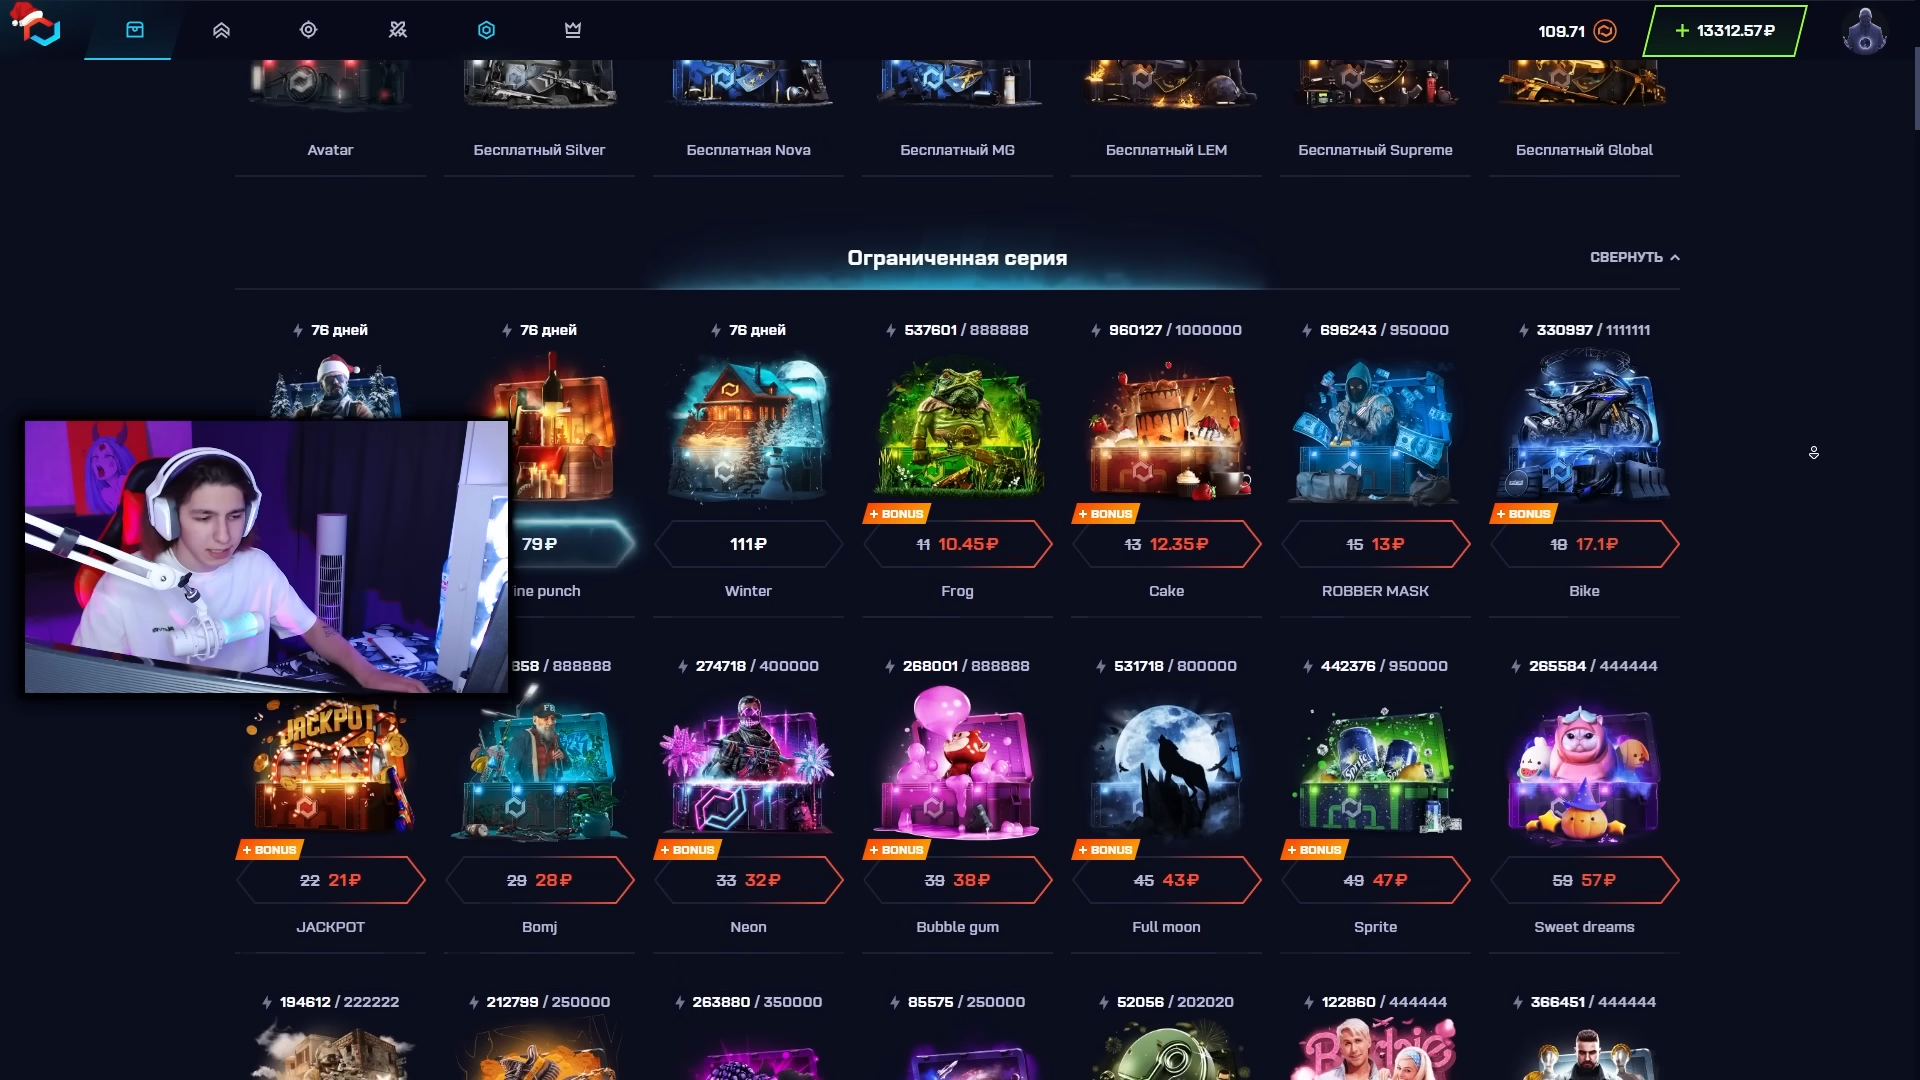 109.71
+ 13312.57₽
Avatar
Бесплатный Silver
Бесплатная Nova
Бесплатный MG
Бесплатный LEM
Бесплатный Supreme
Бесплатный Global
Ограниченная серия
СВЕРНУТЬ
76 дней
76 дней
76 дней
537601 / 888888
960127 / 1000000
696243 / 950000
330997 / 1111111
+ BONUS
+ BONUS
+ BONUS
79₽
111₽
11 10.45₽
13 12.35₽
15 13₽
18 17.1₽
ine punch
Winter
Frog
Cake
ROBBER MASK
Bike
358 / 888888
274718 / 400000
268001 / 888888
531718 / 800000
442376 / 950000
265584 / 444444
JACKPOT
Sprite
+ BONUS
+ BONUS
+ BONUS
+ BONUS
+ BONUS
22 21₽
29 28₽
33 32₽
39 38₽
45 43₽
49 47₽
59 57₽
JACKPOT
Bomj
Neon
Bubble gum
Full moon
Sprite
Sweet dreams
194612 / 222222
212799 / 250000
263880 / 350000
85575 / 250000
52056 / 202020
122860 / 444444
366451 / 444444
Barbie